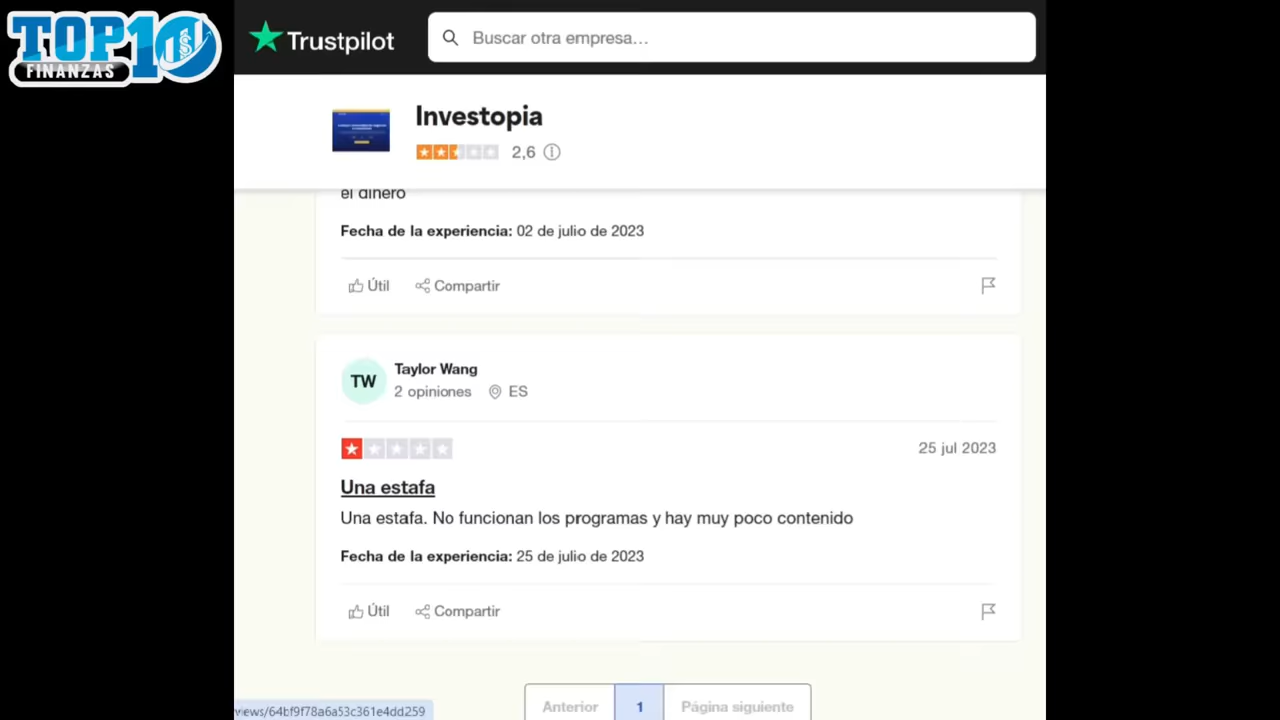 TOP10
FINANZAS
Trustpilot
Buscar otra empresa...
Investopia
2,6
el dinero
Fecha de la experiencia: 02 de julio de 2023
Útil Compartir
TW
Taylor Wang
2 opiniones ES
25 jul 2023
Una estafa
Una estafa. No funcionan los programas y hay muy poco contenido
Fecha de la experiencia: 25 de julio de 2023
Útil Compartir
Anterior 1 Página siguiente
views/64bf9f78a6a53c361e4dd259